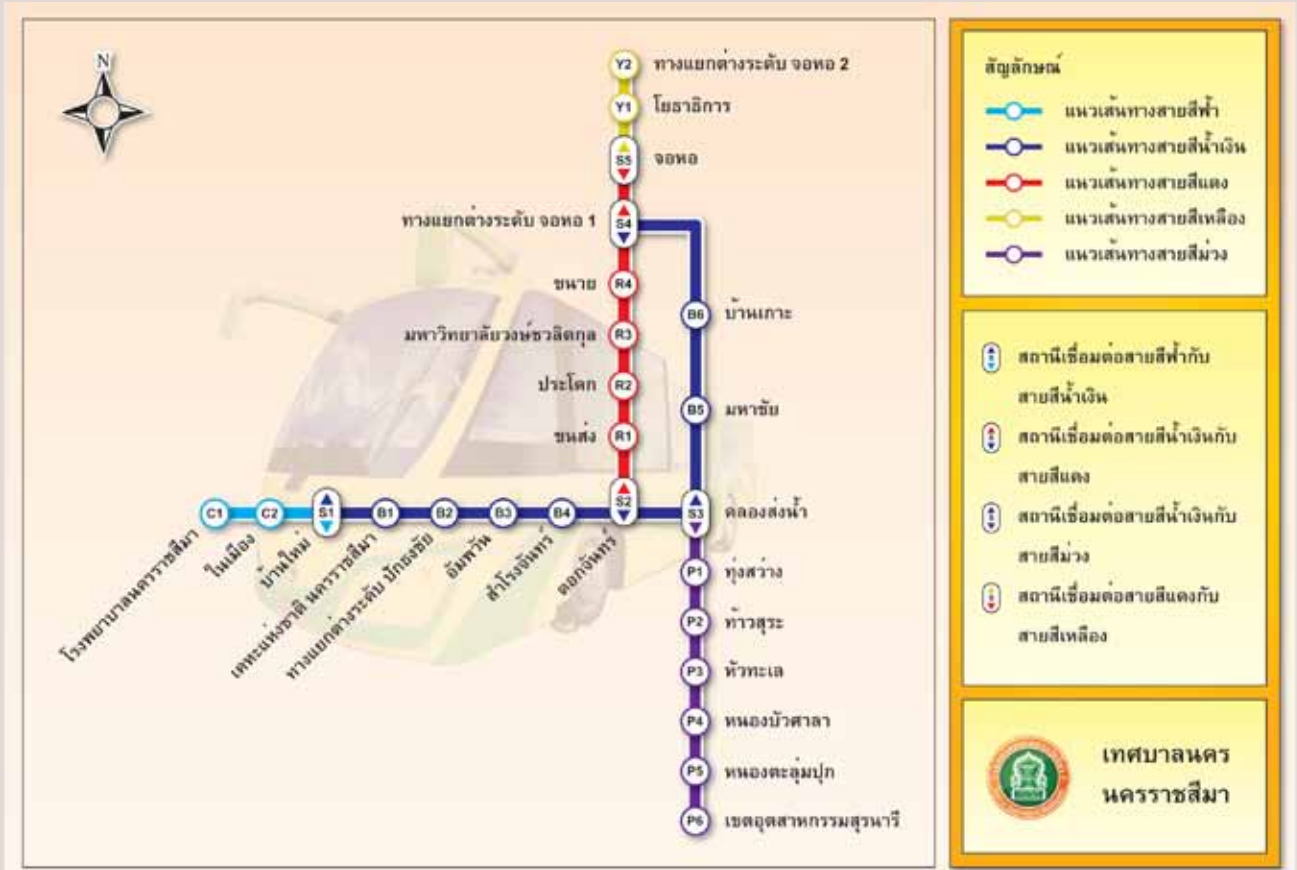 N
Y2 ทางแยกต่างระดับ จอหอ 2
Y1 โยธาธิการ
S5 จอหอ
ทางแยกต่างระดับ จอหอ 1 S4
ขนาย R4
B6 บ้านเกาะ
มหาวิทยาลัยวงษ์ชวลิตกุล R3
ประโดก R2
B5 มหาชัย
ขนส่ง R1
C1 C2 S1 B1 B2 B3 B4 S2 S3 คลองส่งน้ำ
โรงพยาบาลนครราชสีมา
ในเมือง
บ้านใหม่
เคหะแห่งชาติ นครราชสีมา
ทางแยกต่างระดับ ปักธงชัย
อัมพวัน
สำโรงจันทร์
ดอกจันทร์
P1 ทุ่งสว่าง
P2 ท้าวสุระ
P3 หัวทะเล
P4 หนองบัวศาลา
P5 หนองตะลุมปุก
P6 เขตอุตสาหกรรมสุรนารี
สัญลักษณ์
แนวเส้นทางสายสีฟ้า
แนวเส้นทางสายสีน้ำเงิน
แนวเส้นทางสายสีแดง
แนวเส้นทางสายสีเหลือง
แนวเส้นทางสายสีม่วง
สถานีเชื่อมต่อสายสีฟ้ากับ
สายสีน้ำเงิน
สถานีเชื่อมต่อสายสีน้ำเงินกับ
สายสีแดง
สถานีเชื่อมต่อสายสีน้ำเงินกับ
สายสีม่วง
สถานีเชื่อมต่อสายสีแดงกับ
สายสีเหลือง
เทศบาลนคร
นครราชสีมา